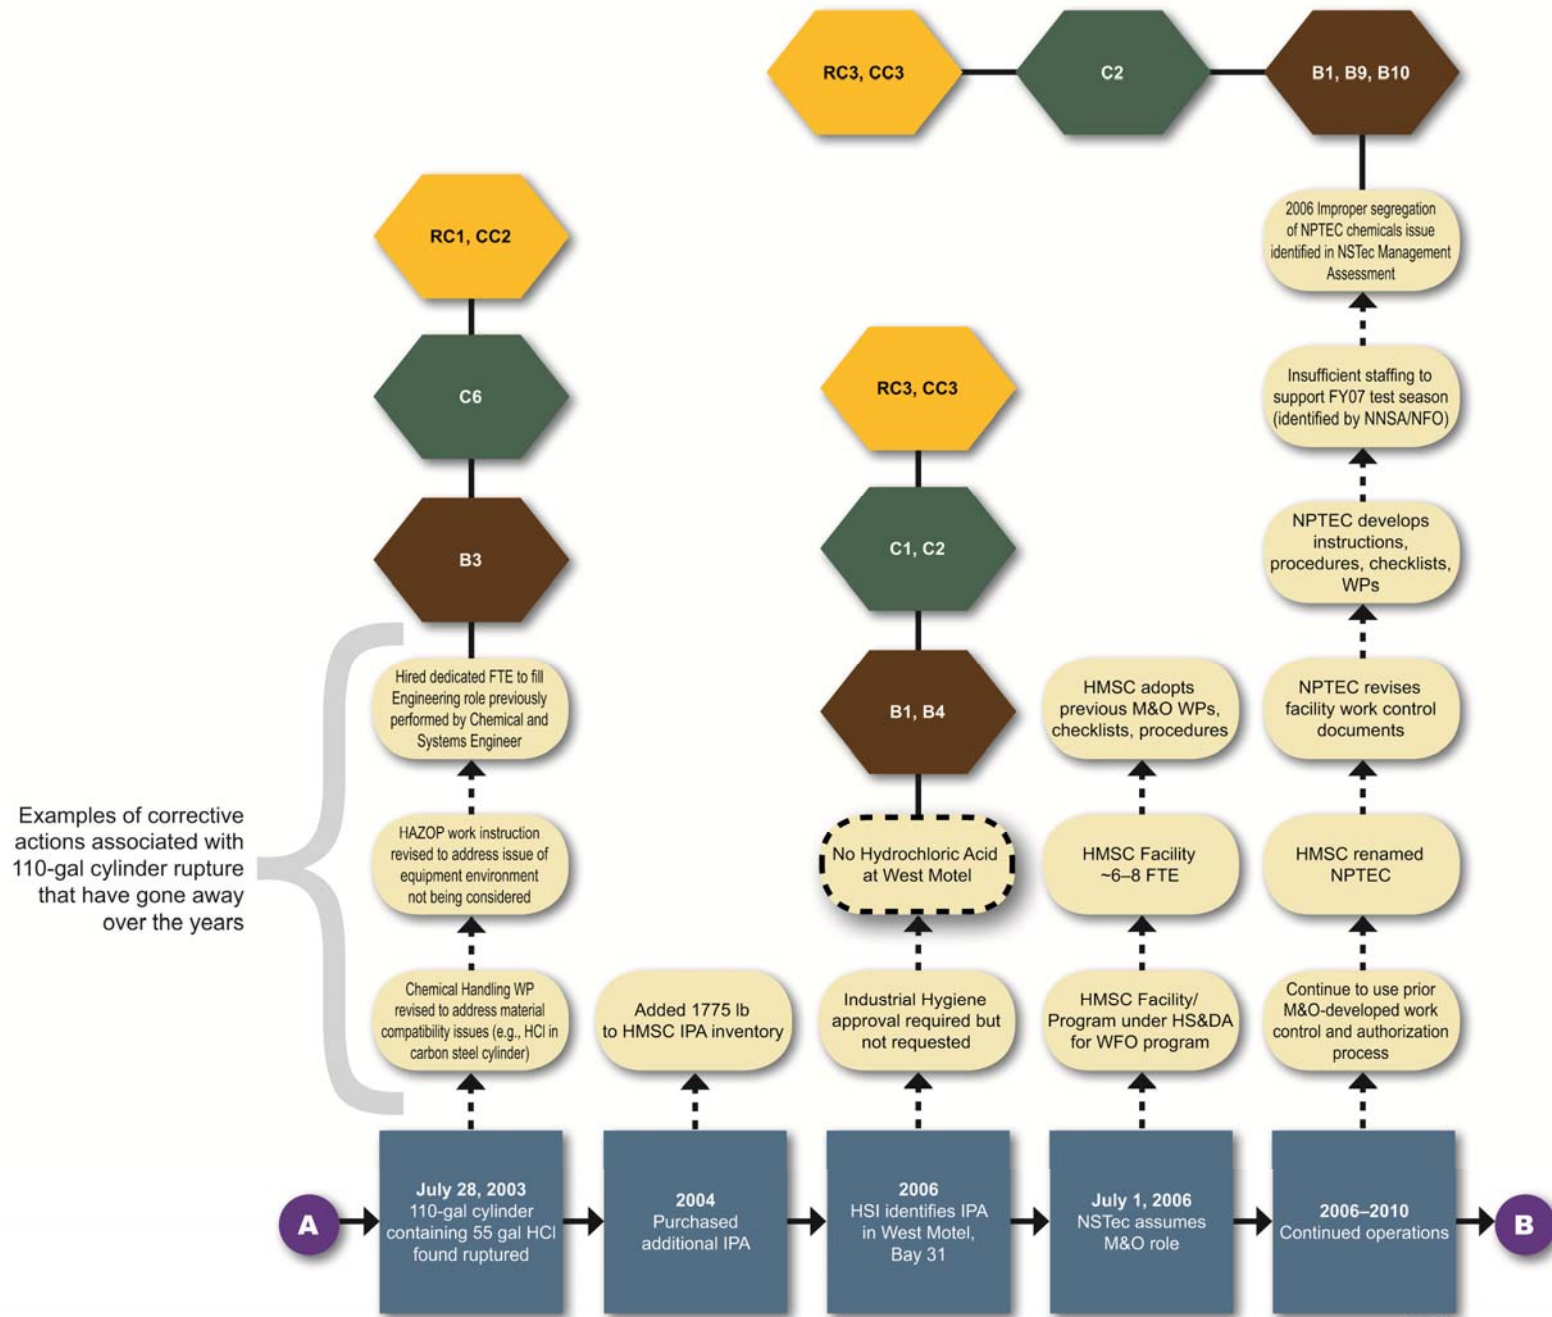 RC3, CC3
C2
B1, B9, B10
2006 Improper segregation
of NPTEC chemicals issue
identified in NSTec Management
Assessment
Insufficient staffing to
support FY07 test season
(identified by NNSA/NFO)
NPTEC develops
instructions,
procedures, checklists,
WPs
NPTEC revises
facility work control
documents
HMSC renamed
NPTEC
Continue to use prior
M&O-developed work
control and authorization
process
RC1, CC2
C6
B3
Hired dedicated FTE to fill
Engineering role previously
performed by Chemical and
Systems Engineer
HAZOP work instruction
revised to address issue of
equipment environment
not being considered
Chemical Handling WP
revised to address material
compatibility issues (e.g., HCl in
carbon steel cylinder)
Examples of corrective
actions associated with
110-gal cylinder rupture
that have gone away
over the years
Added 1775 lb
to HMSC IPA inventory
RC3, CC3
C1, C2
B1, B4
No Hydrochloric Acid
at West Motel
Industrial Hygiene
approval required but
not requested
HMSC adopts
previous M&O WPs,
checklists, procedures
HMSC Facility
~6–8 FTE
HMSC Facility/
Program under HS&DA
for WFO program
A
July 28, 2003
110-gal cylinder
containing 55 gal HCl
found ruptured
2004
Purchased
additional IPA
2006
HSI identifies IPA
in West Motel,
Bay 31
July 1, 2006
NSTec assumes
M&O role
2006–2010
Continued operations
B